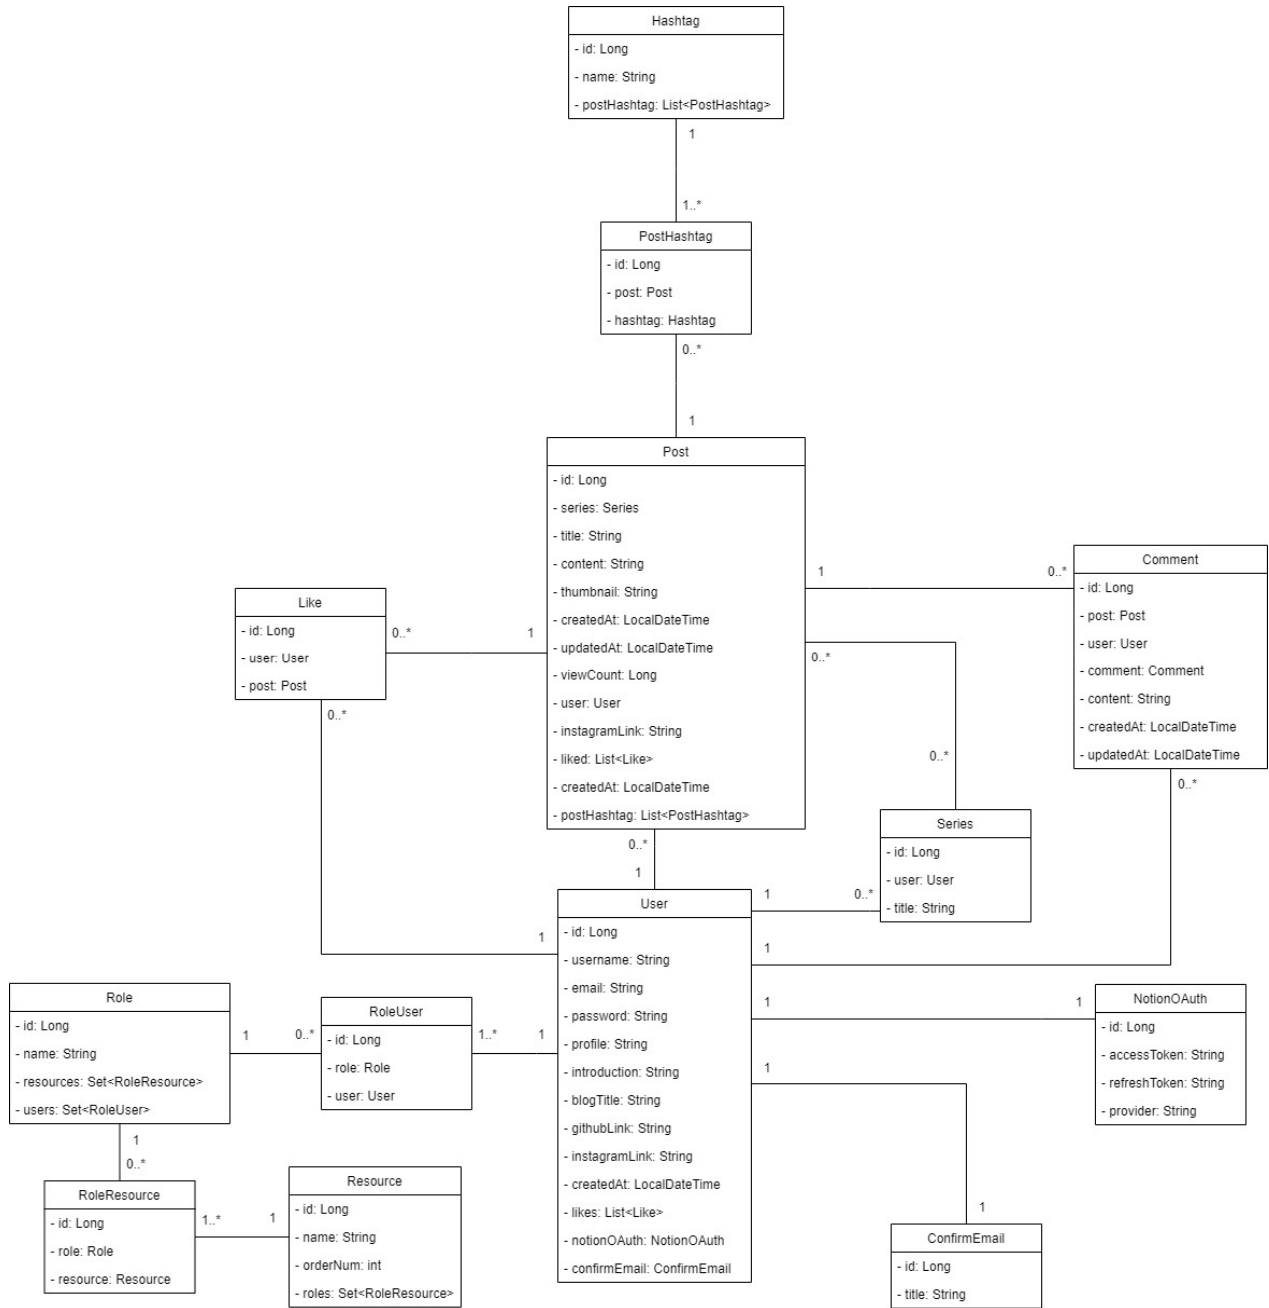 Hashtag
- id: Long
- name: String
- postHashtag: List<PostHashtag>
1
1..*
PostHashtag
- id: Long
- post: Post
- hashtag: Hashtag
0..*
1
Post
- id: Long
- series: Series
- title: String
- content: String
- thumbnail: String
- createdAt: LocalDateTime
- updatedAt: LocalDateTime
- viewCount: Long
- user: User
- instagramLink: String
- liked: List<Like>
- createdAt: LocalDateTime
- postHashtag: List<PostHashtag>
1
0..*
Comment
- id: Long
- post: Post
- user: User
- comment: Comment
- content: String
- createdAt: LocalDateTime
- updatedAt: LocalDateTime
0..*
Like
- id: Long
- user: User
- post: Post
0..*
1
0..*
0..*
0..*
Series
- id: Long
- user: User
- title: String
0..*
1
User
- id: Long
- username: String
- email: String
- password: String
- profile: String
- introduction: String
- blogTitle: String
- githubLink: String
- instagramLink: String
- createdAt: LocalDateTime
- likes: List<Like>
- notionOAuth: NotionOAuth
- confirmEmail: ConfirmEmail
1
0..*
1
1
1
1
NotionOAuth
- id: Long
- accessToken: String
- refreshToken: String
- provider: String
1
1
ConfirmEmail
- id: Long
- title: String
Role
- id: Long
- name: String
- resources: Set<RoleResource>
- users: Set<RoleUser>
1
0..*
RoleUser
- id: Long
- role: Role
- user: User
1..*
1
1
0..*
RoleResource
- id: Long
- role: Role
- resource: Resource
1..*
1
Resource
- id: Long
- name: String
- orderNum: int
- roles: Set<RoleResource>